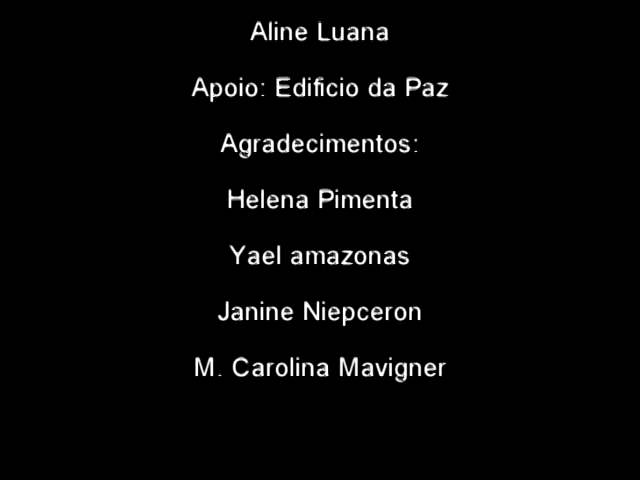 Aline Luana
Apoio: Edificio da Paz
Agradecimentos:
Helena Pimenta
Yael amazonas
Janine Niepceron
M. Carolina Mavigner